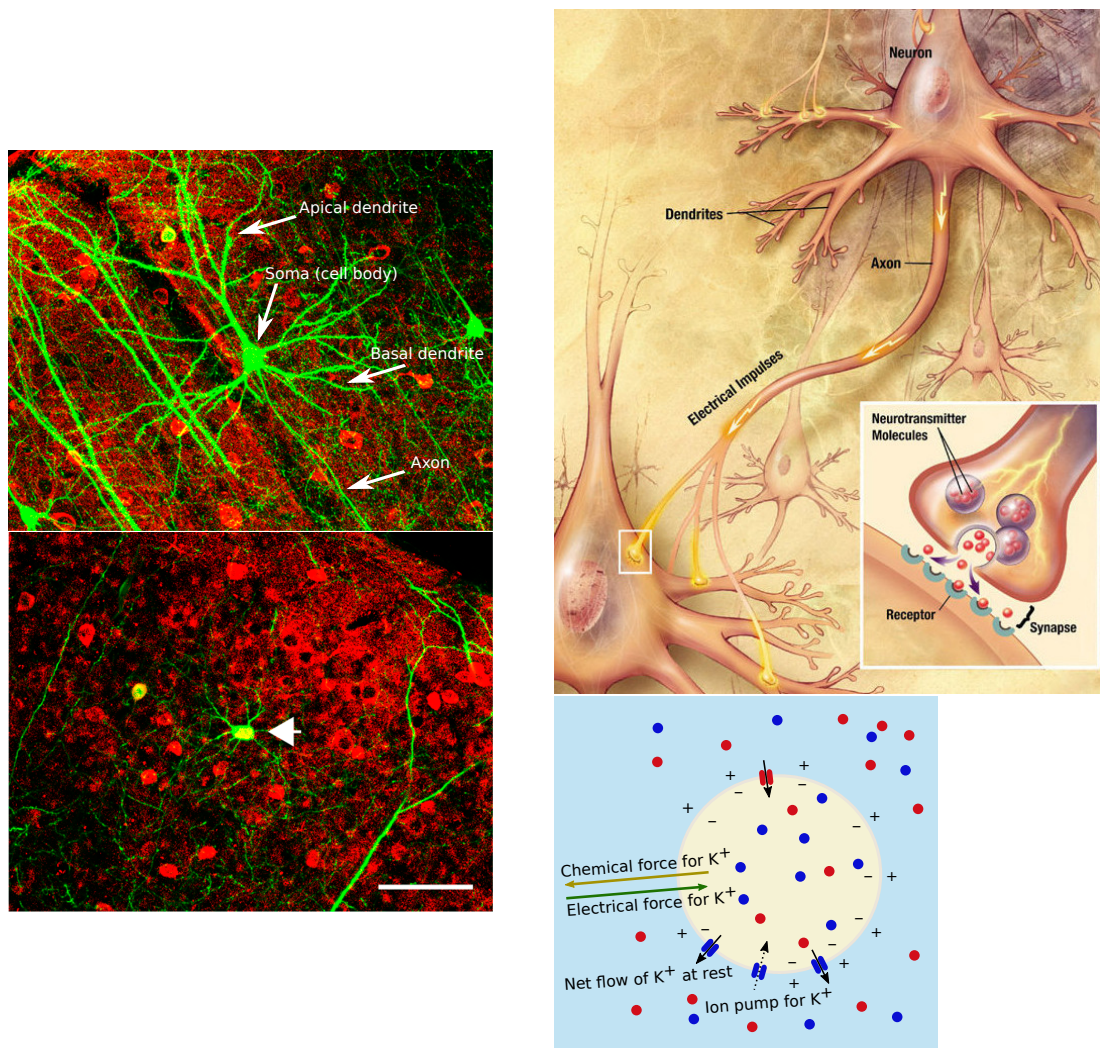 Apical dendrite
Soma (cell body)
Basal dendrite
Axon
Neuron
Dendrites
Axon
Electrical Impulses
Neurotransmitter
Molecules
Receptor
Synapse
Chemical force for K+
Electrical force for K+
Net flow of K+ at rest
Ion pump for K+